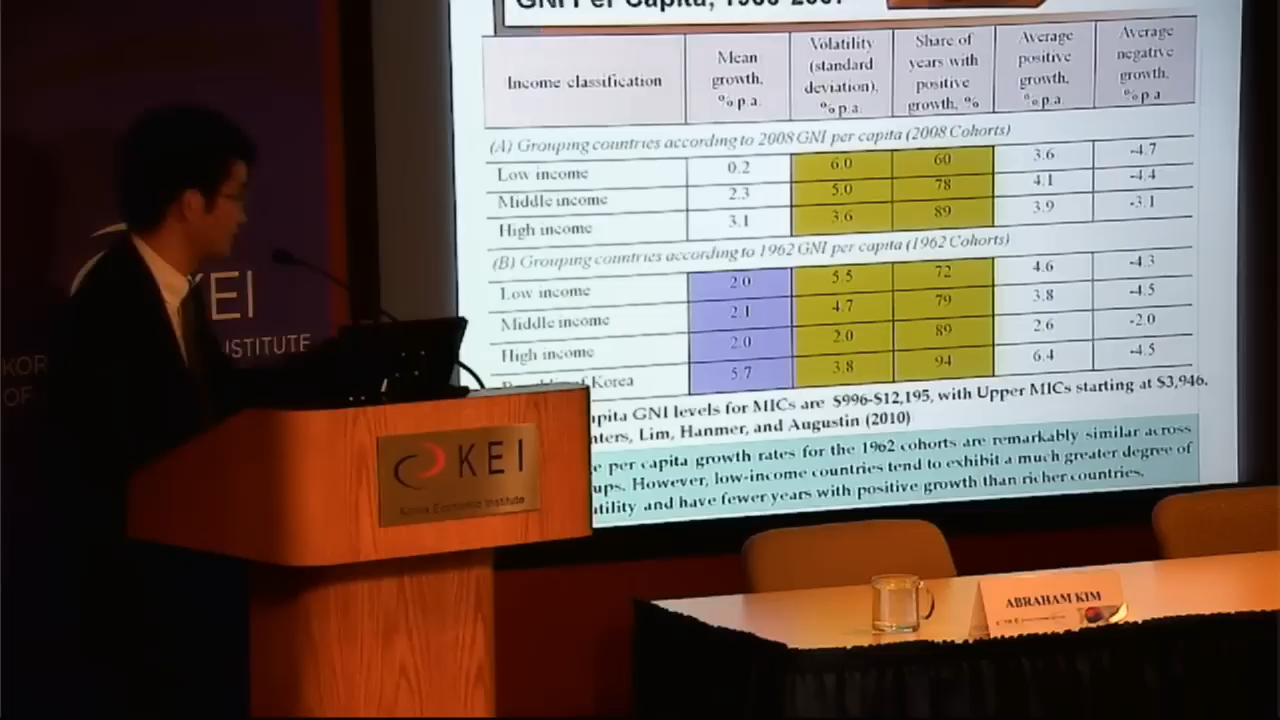 GNI Per Capita,
Income classification | Mean growth, % p.a. | Volatility (standard deviation), % p.a. | Share of years with positive growth, % | Average positive growth, % p.a. | Average negative growth, % p.a
(A) Grouping countries according to 2008 GNI per capita (2008 Cohorts)
Low income 0.2 6.0 60 3.6 -4.7
Middle income 2.3 5.0 78 4.1 -4.4
High income 3.1 3.6 89 3.9 -3.1
(B) Grouping countries according to 1962 GNI per capita (1962 Cohorts)
Low income 2.0 5.5 72 4.6 -4.3
Middle income 2.1 4.7 79 3.8 -4.5
High income 2.0 2.0 89 2.6 -2.0
Korea 5.7 3.8 94 6.4 -4.5
apita GNI levels for MICs are $996-$12,195, with Upper MICs starting at $3,946.
nters, Lim, Hanmer, and Augustin (2010)
e per capita growth rates for the 1962 cohorts are remarkably similar across
ups. However, low-income countries tend to exhibit a much greater degree of
atility and have fewer years with positive growth than richer countries.
KEI
STITUTE
KOR
OF
KEI
Korea Economic Institute
ABRAHAM KIM